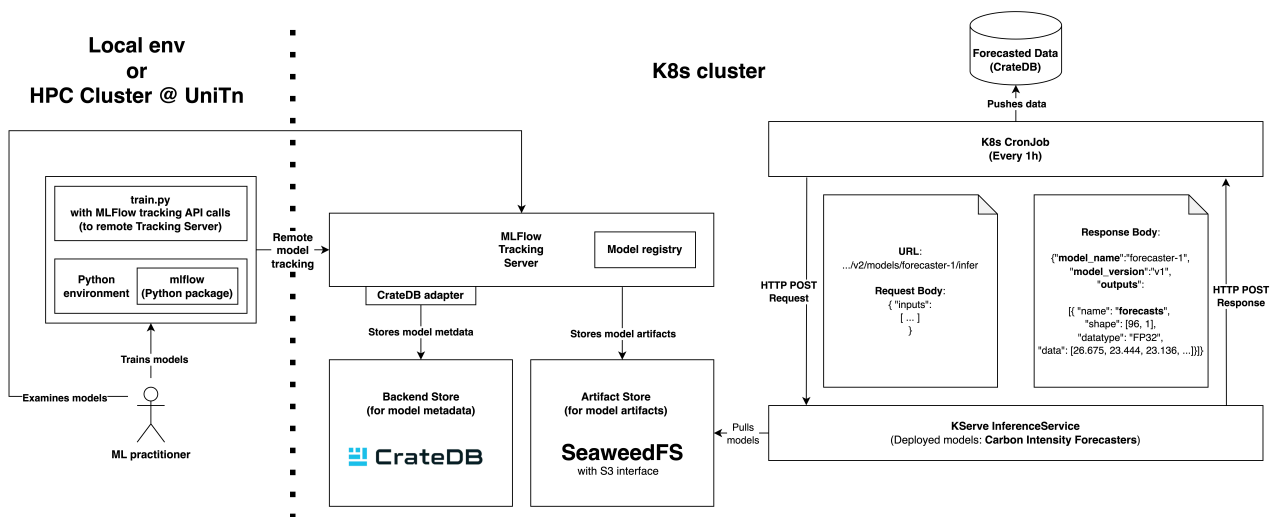 Local env
or
HPC Cluster @ UniTn
K8s cluster
Forecasted Data
(CrateDB)
Pushes data
K8s CronJob
(Every 1h)
train.py
with MLFlow tracking API calls
(to remote Tracking Server)
Python
environment
mlflow
(Python package)
Remote
model
tracking
MLFlow
Tracking
Server
Model registry
CrateDB adapter
Stores model metdata
Stores model artifacts
Trains models
Examines models
ML practitioner
Backend Store
(for model metadata)
CrateDB
Artifact Store
(for model artifacts)
SeaweedFS
with S3 interface
Pulls
models
HTTP POST
Request
URL:
.../v2/models/forecaster-1/infer
Request Body:
{ "inputs":
[ ... ]
}
Response Body:
{"model_name":"forecaster-1",
"model_version":"v1",
"outputs":
[{ "name": "forecasts",
"shape": [96, 1],
"datatype": "FP32",
"data": [26.675, 23.444, 23.136, ...]}]}
HTTP POST
Response
KServe InferenceService
(Deployed models: Carbon Intensity Forecasters)